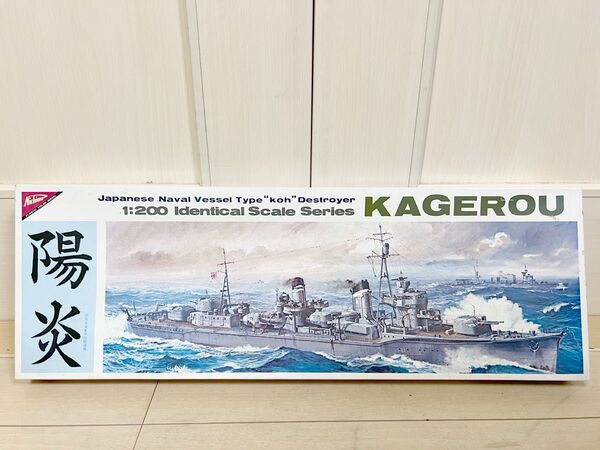 Nichimo
Japanese Naval Vessel Type "koh" Destroyer
1:200 Identical Scale Series
KAGEROU
陽炎